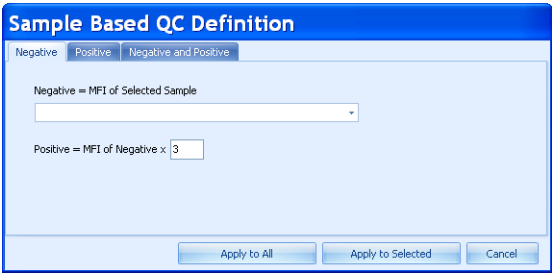 Sample Based QC Definition
Negative Positive Negative and Positive
Negative = MFI of Selected Sample
Positive = MFI of Negative x 3
Apply to All Apply to Selected Cancel